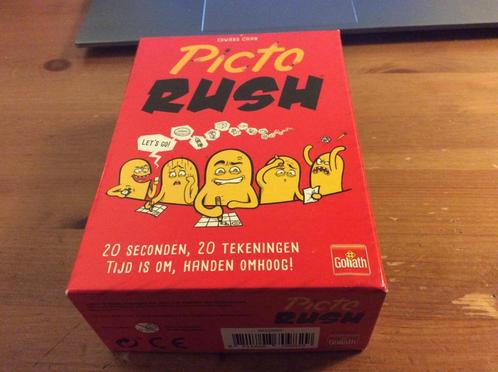 EDWARD CHAN
Picto
RUSH
LET'S GO!
20 SECONDEN, 20 TEKENINGEN
TIJD IS OM, HANDEN OMHOOG!
Goliath
Picto
RUSH
CE
Goliath